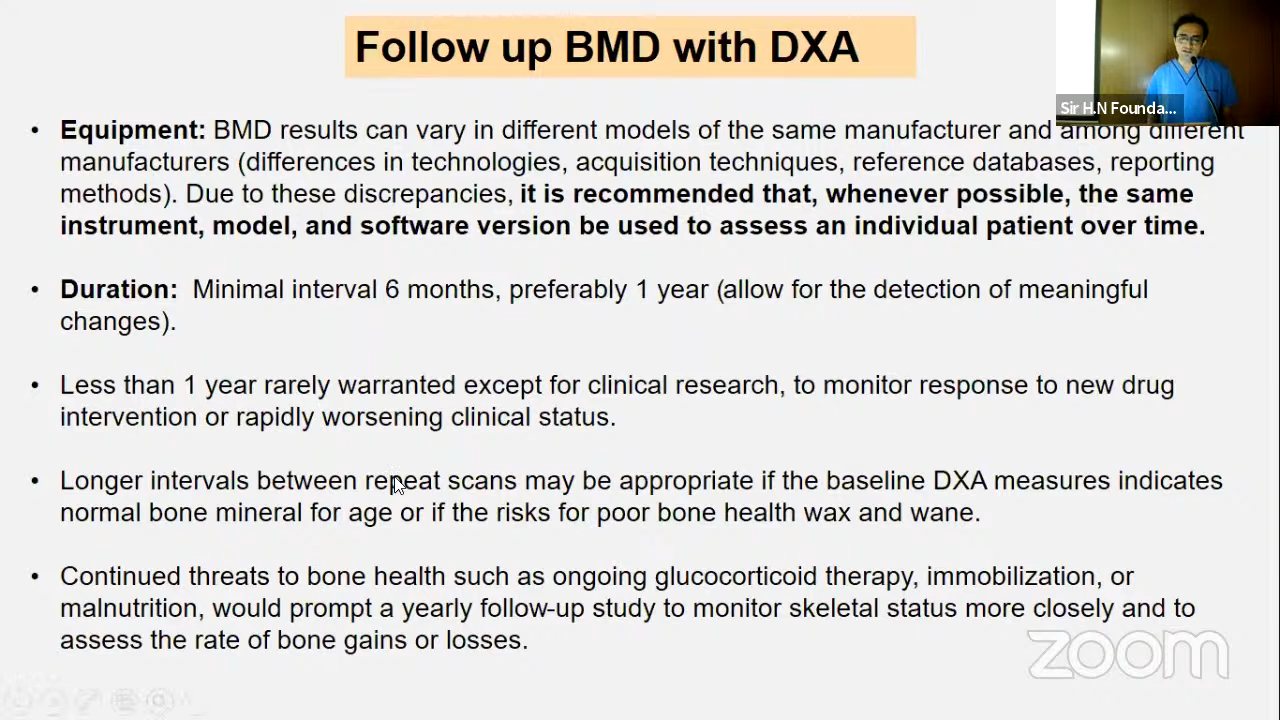 Follow up BMD with DXA
Sir H.N Founda...
• Equipment: BMD results can vary in different models of the same manufacturer and among different
manufacturers (differences in technologies, acquisition techniques, reference databases, reporting
methods). Due to these discrepancies, it is recommended that, whenever possible, the same
instrument, model, and software version be used to assess an individual patient over time.
• Duration: Minimal interval 6 months, preferably 1 year (allow for the detection of meaningful
changes).
• Less than 1 year rarely warranted except for clinical research, to monitor response to new drug
intervention or rapidly worsening clinical status.
• Longer intervals between repeat scans may be appropriate if the baseline DXA measures indicates
normal bone mineral for age or if the risks for poor bone health wax and wane.
• Continued threats to bone health such as ongoing glucocorticoid therapy, immobilization, or
malnutrition, would prompt a yearly follow-up study to monitor skeletal status more closely and to
assess the rate of bone gains or losses.
zoom